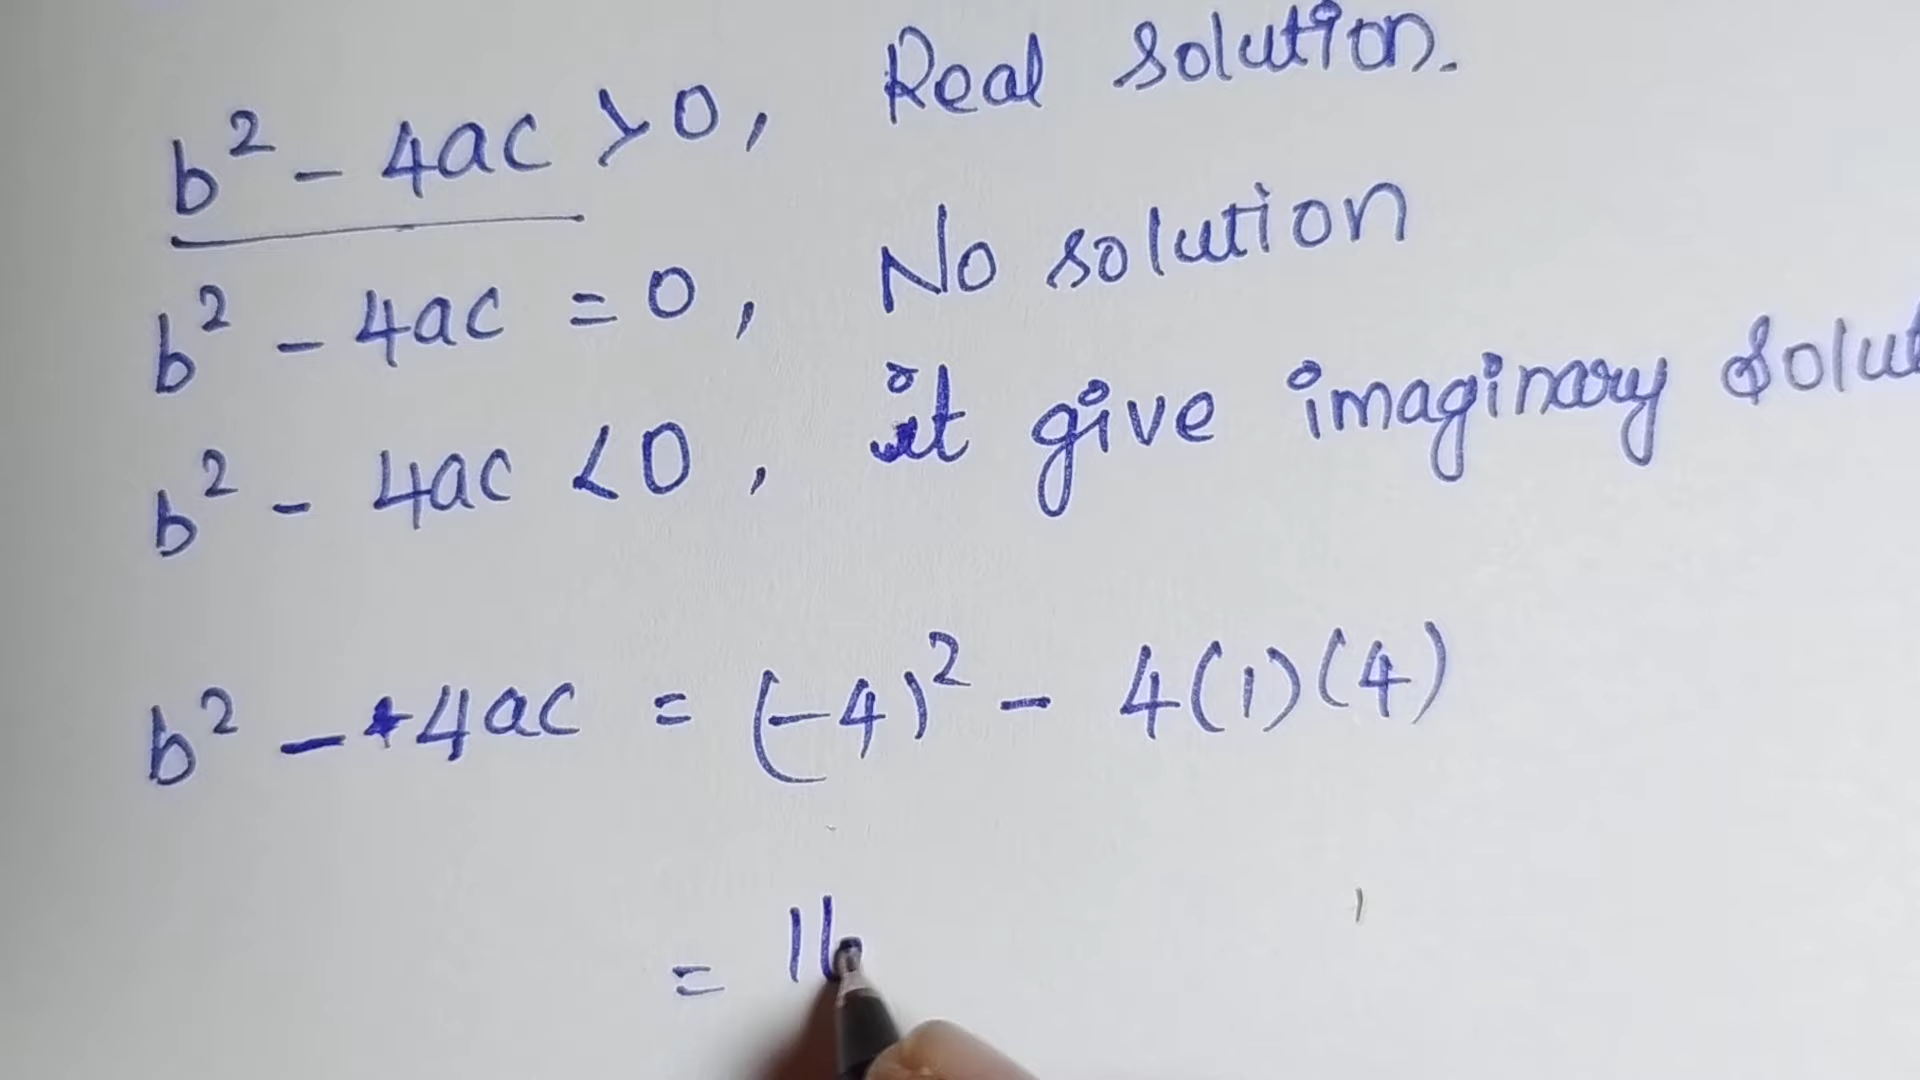 b² - 4ac > 0, Real solution.
b² - 4ac = 0, No solution
b² - 4ac < 0, it give imaginary solut
b² - 4ac = (-4)² - 4(1)(4)
= 16